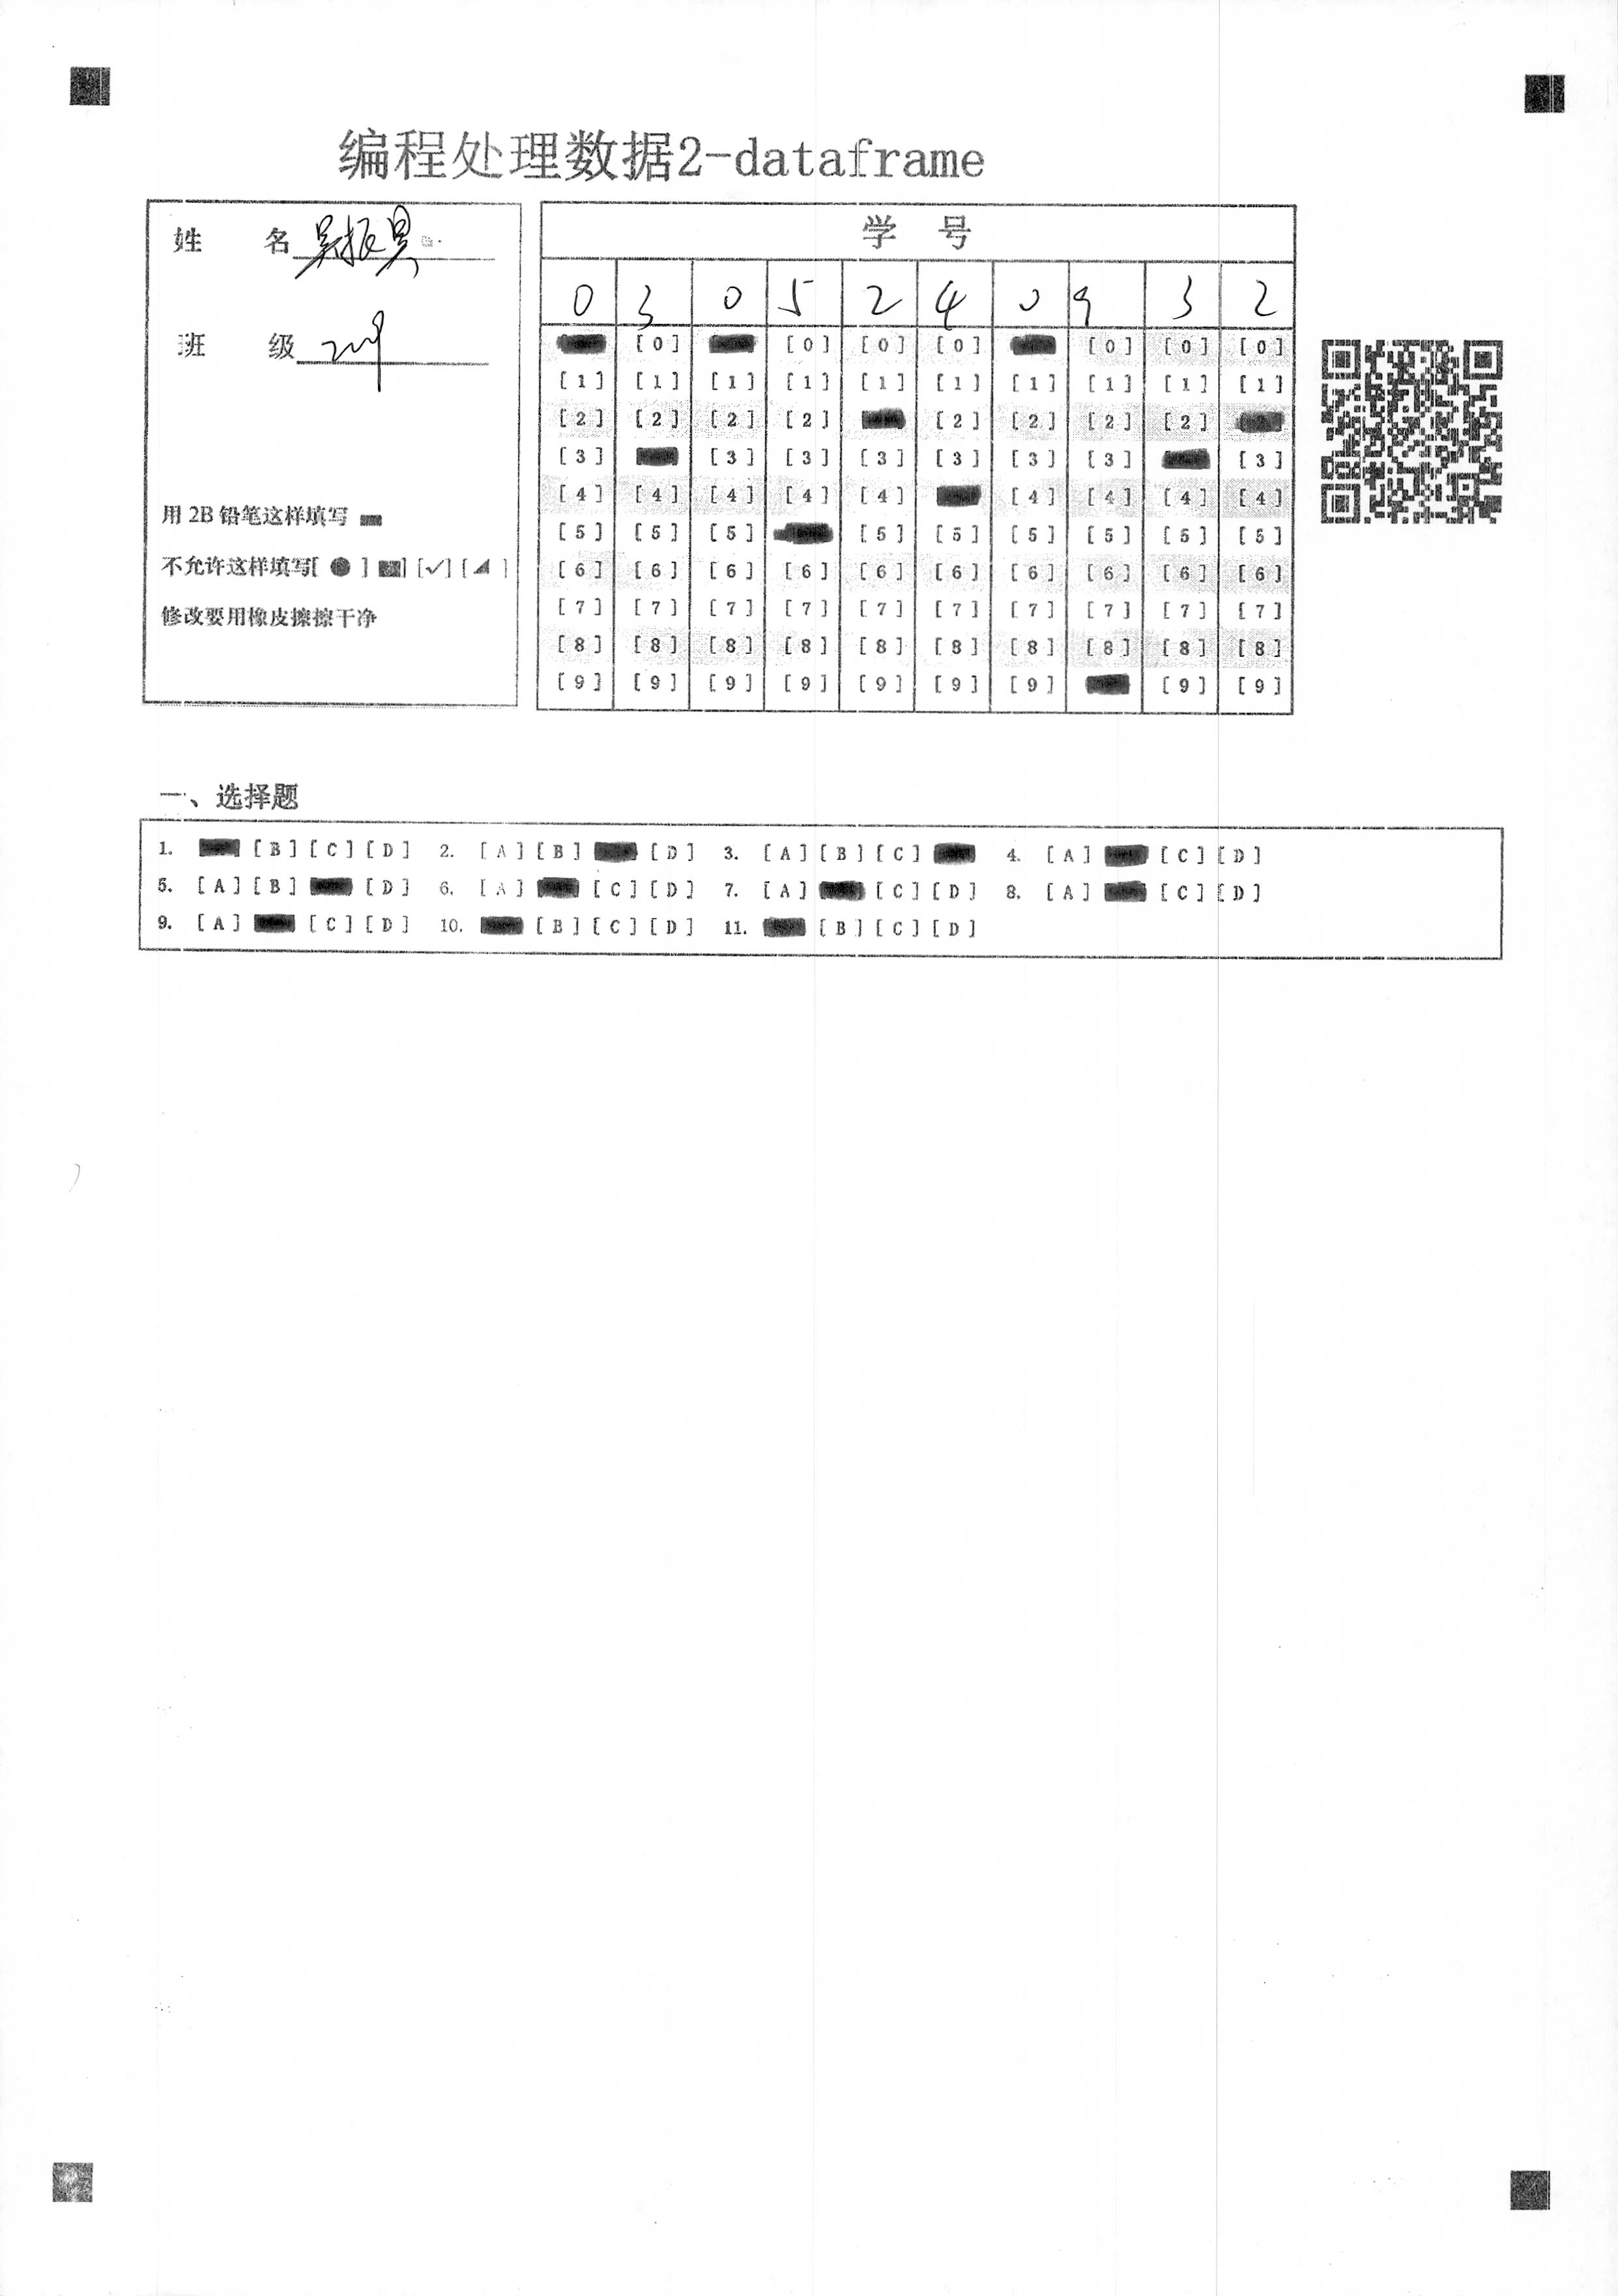 编程处理数据2-dataframe
姓 名 吴振昊
班 级
用 2B 铅笔这样填写
不允许这样填写[ ● ] [✓] [◢ ]
修改要用橡皮擦擦干净
学 号
0 3 0 5 2 4 0 9 3 2
[0] [0] [0] [0] [0] [0] [0]
[1] [1] [1] [1] [1] [1] [1] [1] [1] [1]
[2] [2] [2] [2] [2] [2] [2] [2]
[3] [3] [3] [3] [3] [3] [3] [3]
[4] [4] [4] [4] [4] [4] [4] [4] [4]
[5] [5] [5] [5] [5] [5] [5] [5] [5]
[6] [6] [6] [6] [6] [6] [6] [6] [6] [6]
[7] [7] [7] [7] [7] [7] [7] [7] [7] [7]
[8] [8] [8] [8] [8] [8] [8] [8] [8] [8]
[9] [9] [9] [9] [9] [9] [9] [9] [9]
一、选择题
1. [B] [C] [D] 2. [A] [B] [D] 3. [A] [B] [C] 4. [A] [C] [D]
5. [A] [B] [D] 6. [A] [C] [D] 7. [A] [C] [D] 8. [A] [C] [D]
9. [A] [C] [D] 10. [B] [C] [D] 11. [B] [C] [D]